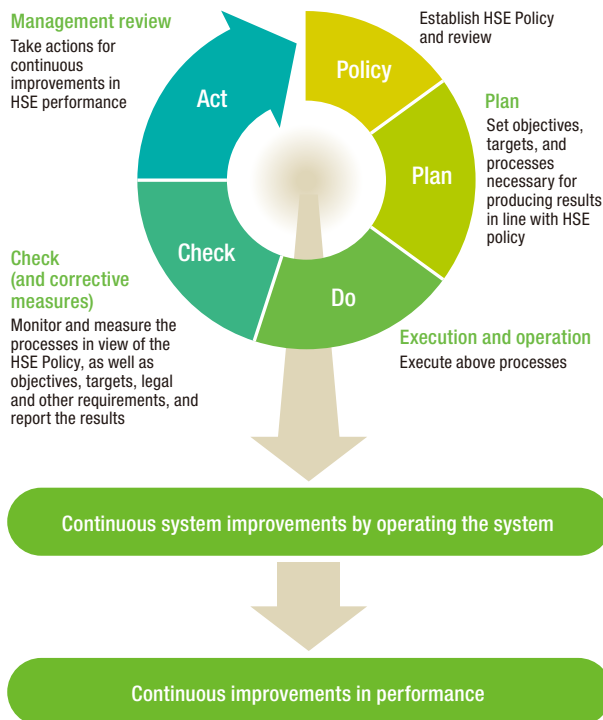 Management review
Take actions for
continuous
improvements in
HSE performance
Establish HSE Policy
and review
Policy
Act
Plan
Set objectives,
targets, and
processes
necessary for
producing results
in line with HSE
policy
Plan
Check
Do
Check
(and corrective
measures)
Monitor and measure the
processes in view of the
HSE Policy, as well as
objectives, targets, legal
and other requirements, and
report the results
Execution and operation
Execute above processes
Continuous system improvements by operating the system
Continuous improvements in performance